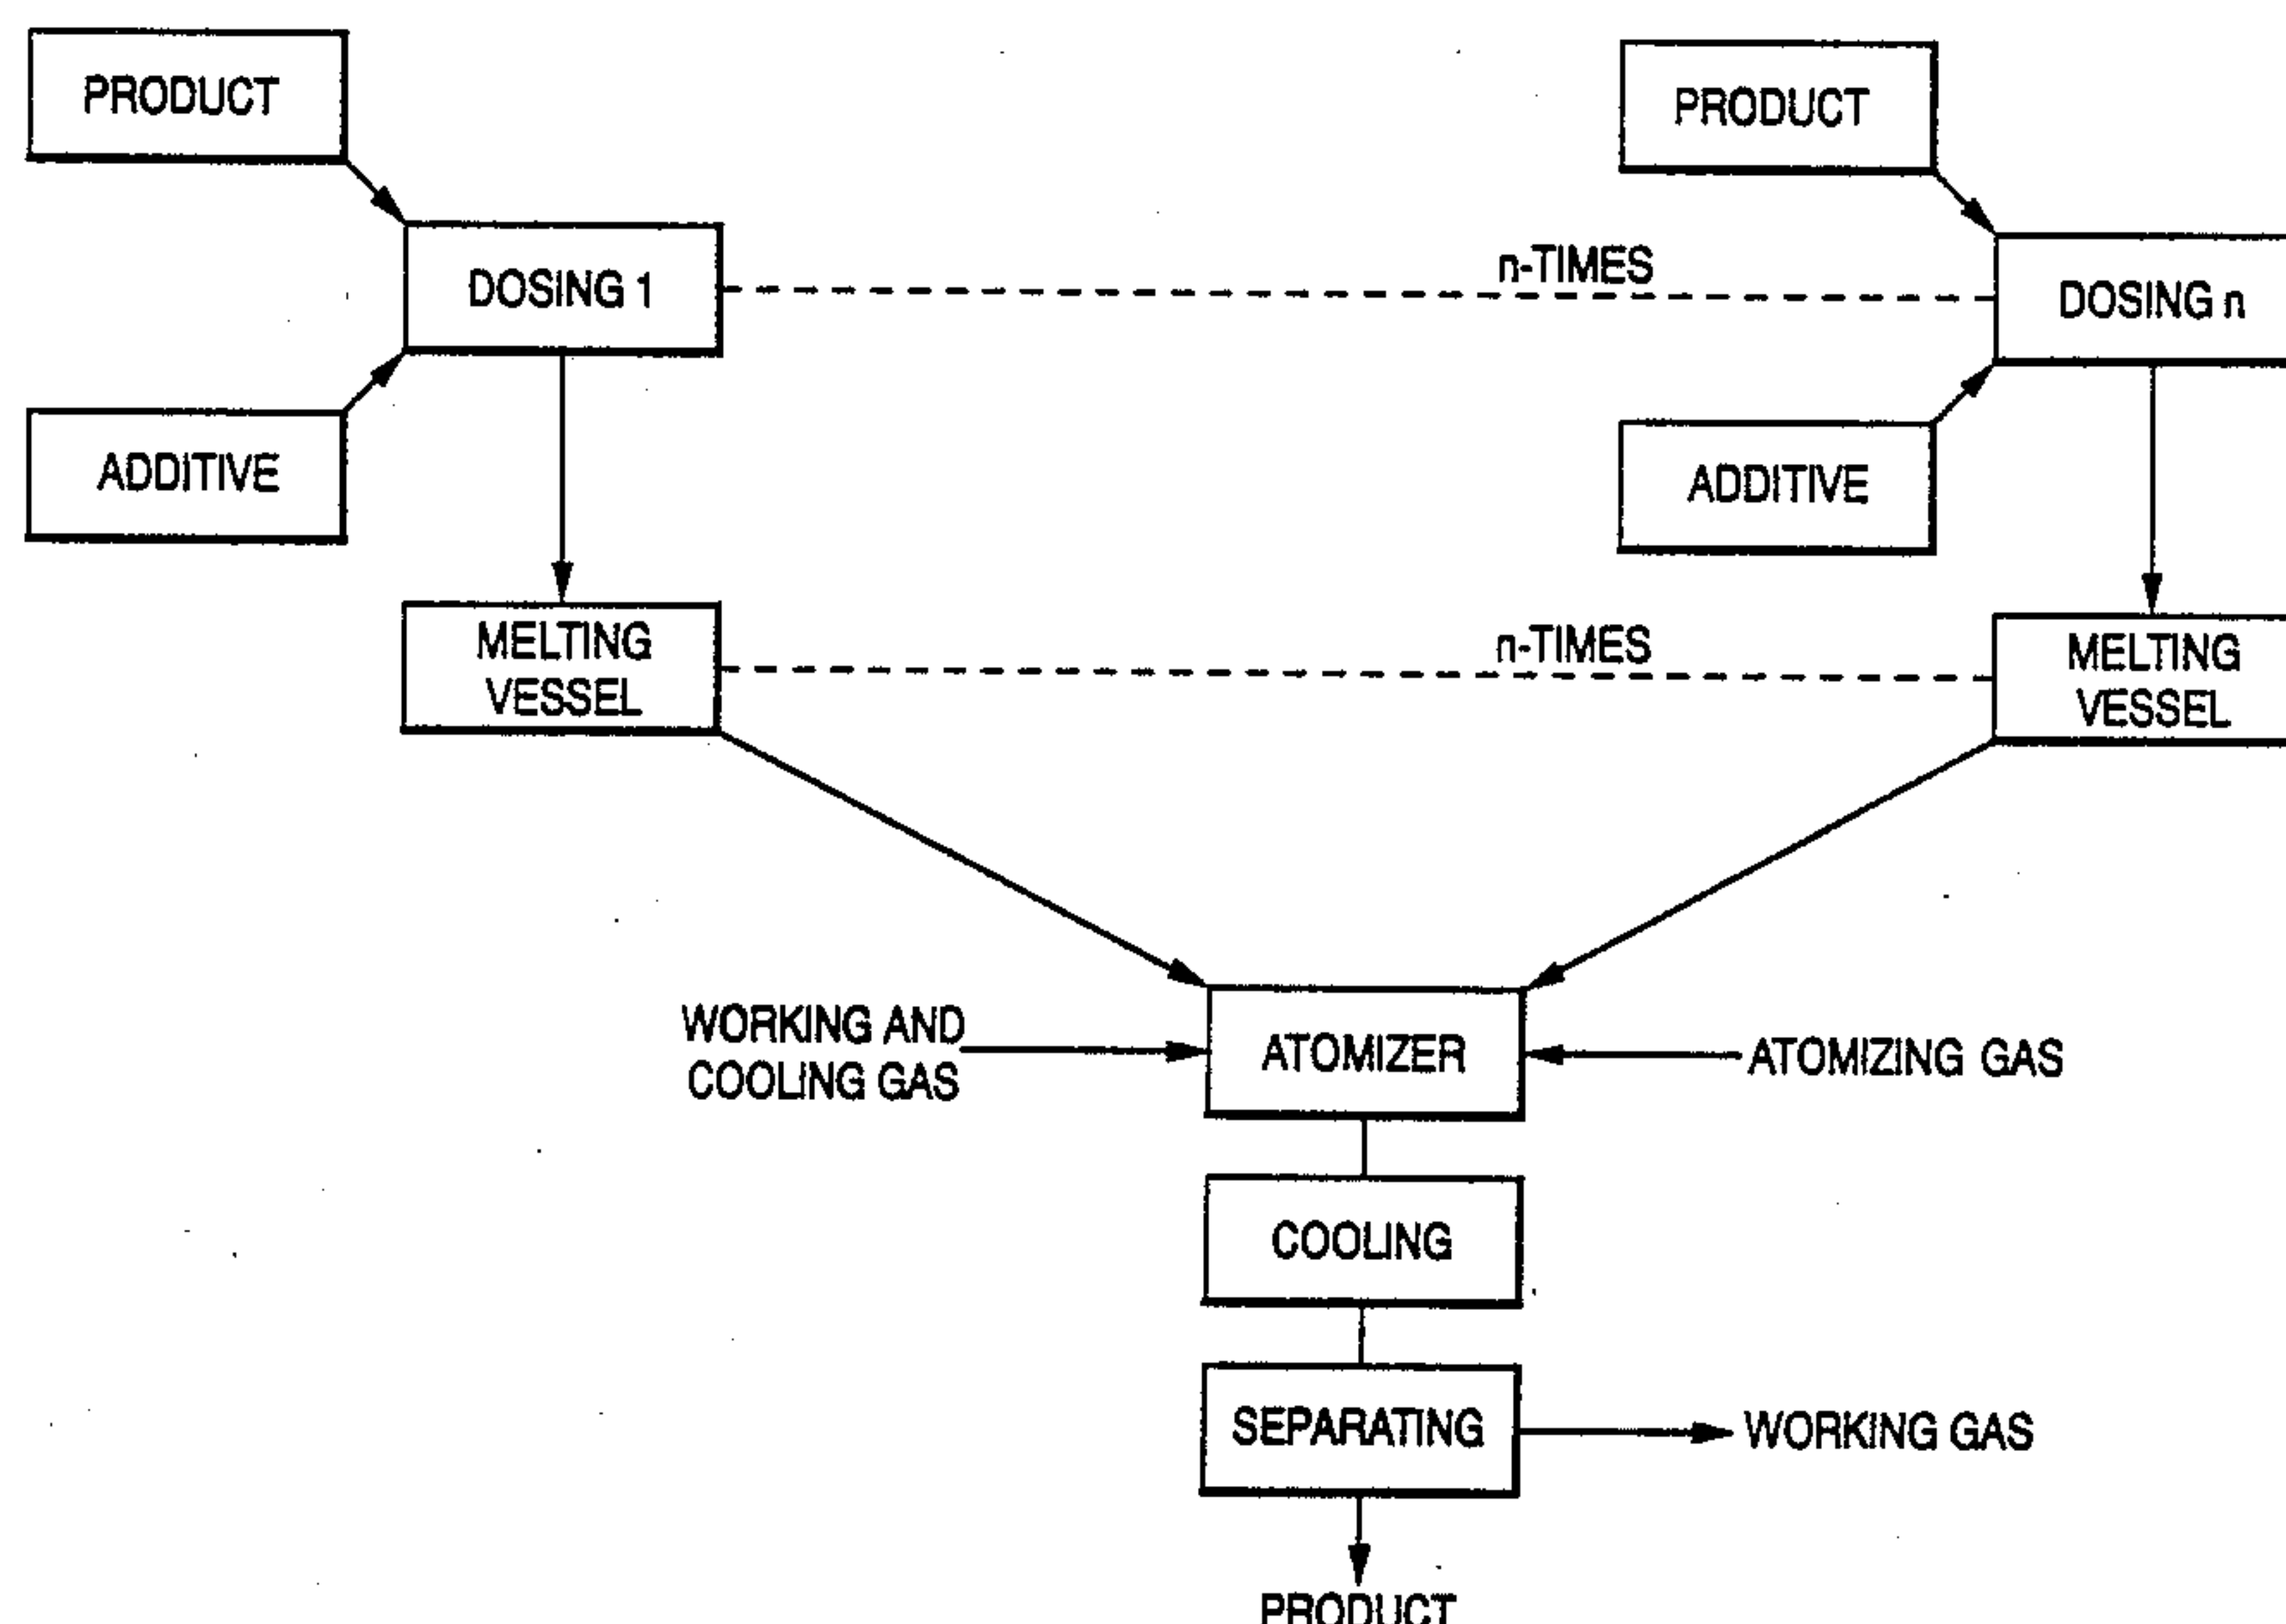 PRODUCT
PRODUCT
DOSING 1
n-TIMES
DOSING n
ADDITIVE
ADDITIVE
MELTING
VESSEL
n-TIMES
MELTING
VESSEL
WORKING AND
COOLING GAS
ATOMIZER
ATOMIZING GAS
COOLING
SEPARATING
WORKING GAS
PRODUCT